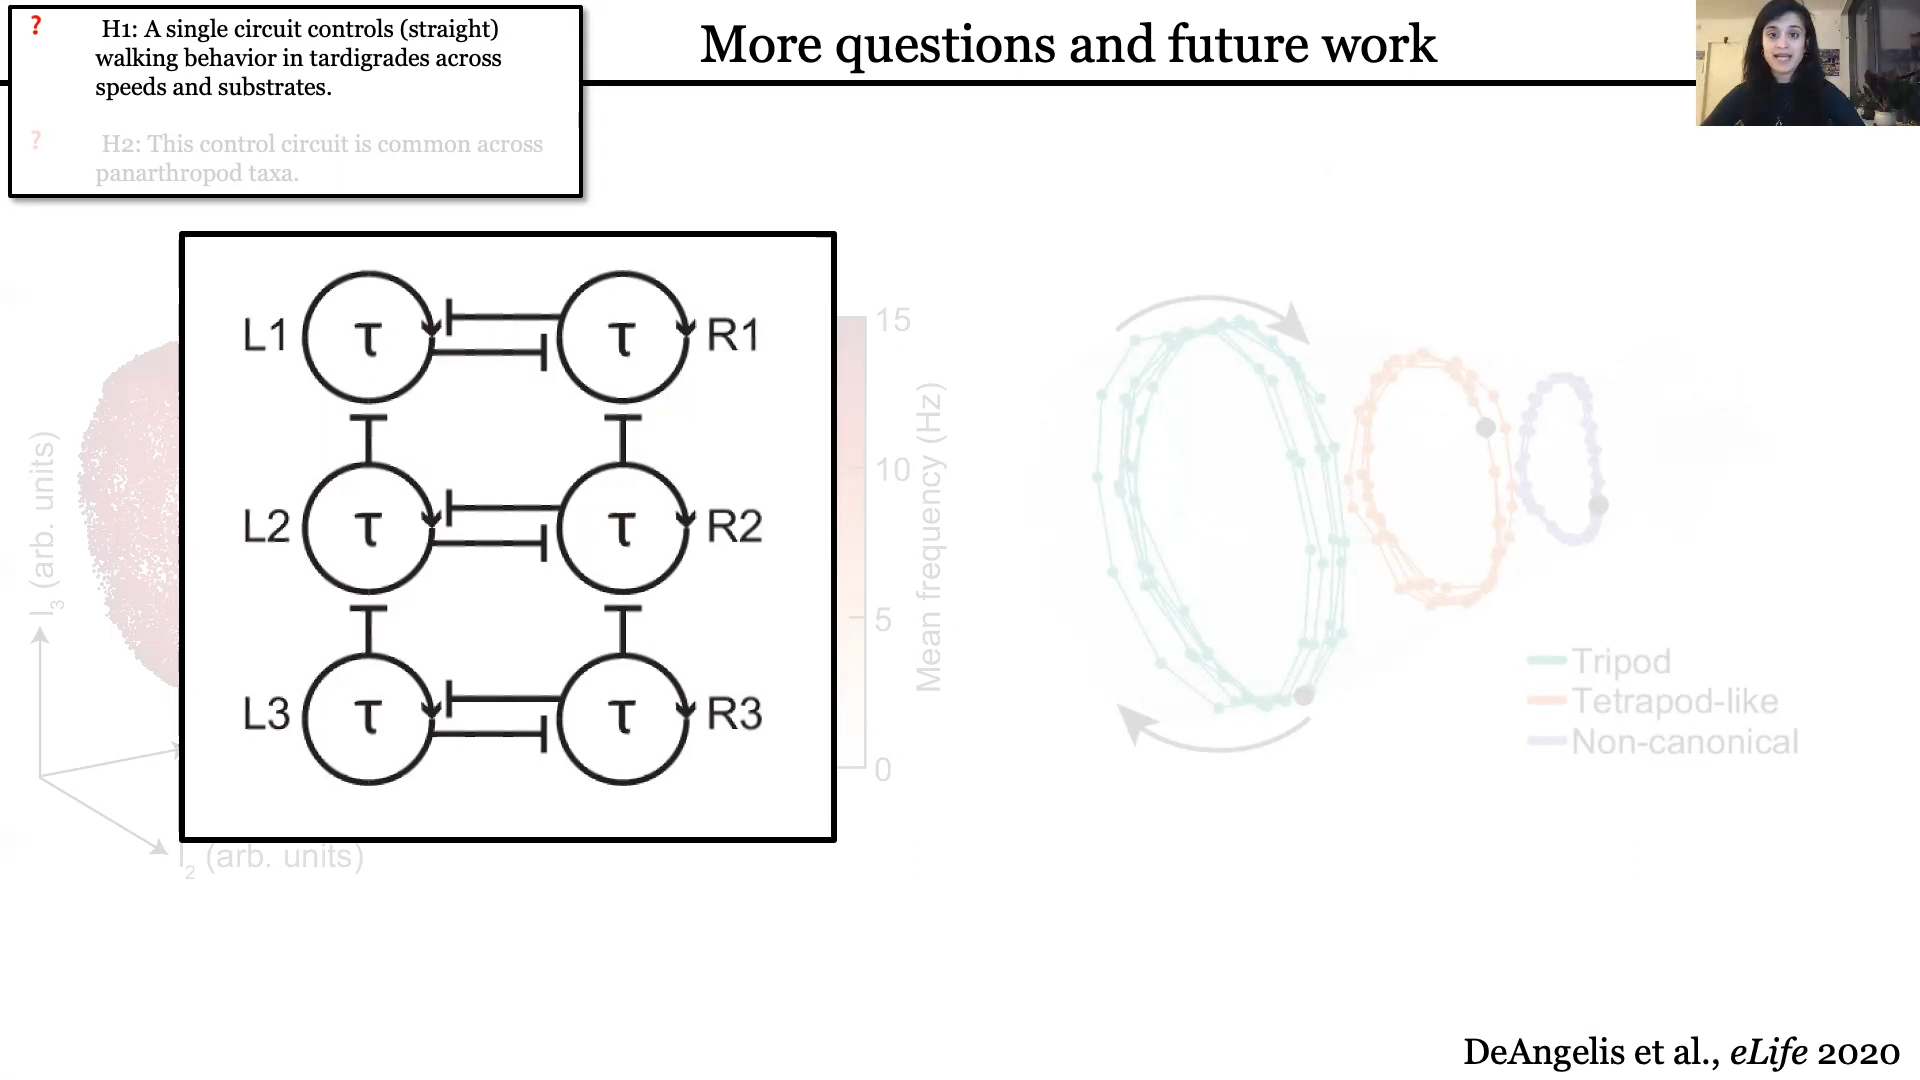 ? H1: A single circuit controls (straight)
walking behavior in tardigrades across
speeds and substrates.
? H2: This control circuit is common across
panarthropod taxa.
More questions and future work
L1 τ τ R1
L2 τ τ R2
L3 τ τ R3
l3 (arb. units)
l2 (arb. units)
15
10
5
0
Mean frequency (Hz)
Tripod
Tetrapod-like
Non-canonical
DeAngelis et al., eLife 2020